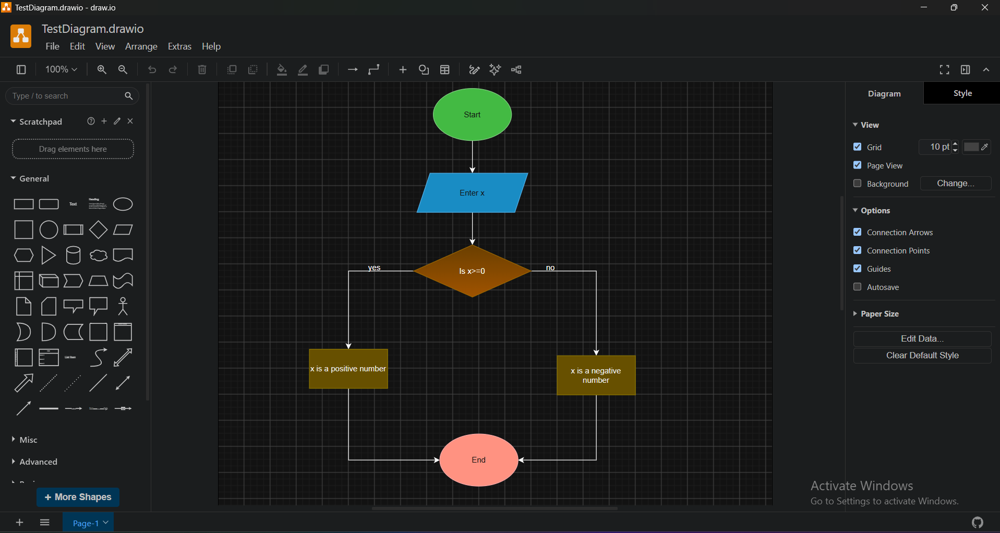 TestDiagram.drawio - draw.io
TestDiagram.drawio
File Edit View Arrange Extras Help
100%
Type / to search
Scratchpad
Drag elements here
General
Text
Heading
Misc
Advanced
+ More Shapes
Start
Enter x
Is x>=0
yes
no
x is a positive number
x is a negative
number
End
Diagram
Style
View
Grid
10 pt
Page View
Background
Change...
Options
Connection Arrows
Connection Points
Guides
Autosave
Paper Size
Edit Data...
Clear Default Style
Activate Windows
Go to Settings to activate Windows.
Page-1